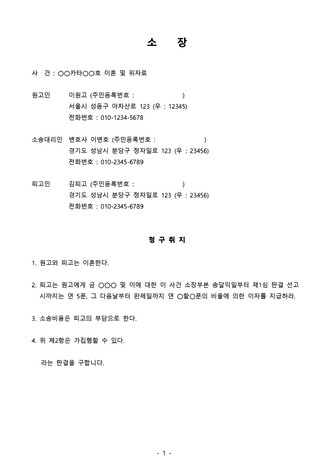 소 장
사 건 : ○○카타○○호 이혼 및 위자료
원고인 이원고 (주민등록번호 : )
서울시 성동구 아차산로 123 (우 : 12345)
전화번호 : 010-1234-5678
소송대리인 변호사 이변호 (주민등록번호 : )
경기도 성남시 분당구 정자일로 123 (우 : 23456)
전화번호 : 010-2345-6789
피고인 김피고 (주민등록번호 : )
경기도 성남시 분당구 정자일로 123 (우 : 23456)
전화번호 : 010-2345-6789
청 구 취 지
1. 원고와 피고는 이혼한다.
2. 피고는 원고에게 금 ○○○ 및 이에 대한 이 사건 소장부본 송달익일부터 제1심 판결 선고
시까지는 연 5푼, 그 다음날부터 완제일까지 연 ○할○푼의 비율에 의한 이자를 지급하라.
3. 소송비용은 피고의 부담으로 한다.
4. 위 제2항은 가집행할 수 있다.
라는 판결을 구합니다.
- 1 -